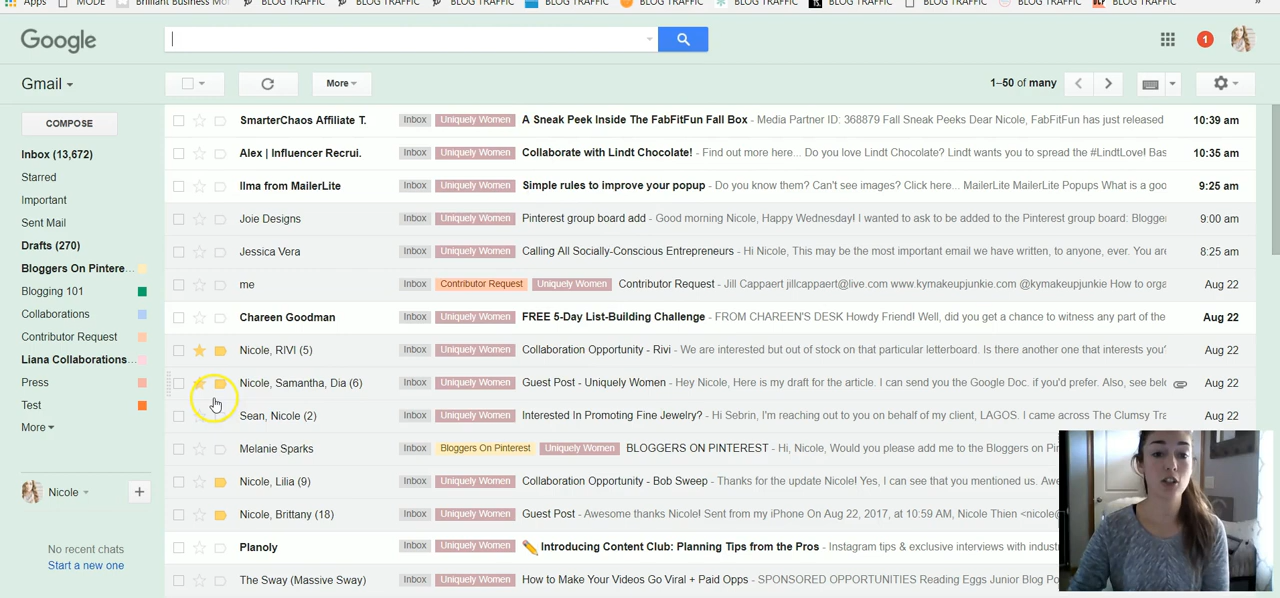 Apps MODE Brilliant Business Mo BLOG TRAFFIC BLOG TRAFFIC BLOG TRAFFIC BLOG TRAFFIC BLOG TRAFFIC BLOG TRAFFIC BLOG TRAFFIC BLOG TRAFFIC BLOG TRAFFIC BLOG TRAFFIC »
Google 1
Gmail More 1–50 of many
COMPOSE
Inbox (13,672)
Starred
Important
Sent Mail
Drafts (270)
Bloggers On Pintere...
Blogging 101
Collaborations
Contributor Request
Liana Collaborations...
Press
Test
More
Nicole +
No recent chats
Start a new one
SmarterChaos Affiliate T. Inbox Uniquely Women A Sneak Peek Inside The FabFitFun Fall Box - Media Partner ID: 368879 Fall Sneak Peeks Dear Nicole, FabFitFun has just released 10:39 am
Alex | Influencer Recrui. Inbox Uniquely Women Collaborate with Lindt Chocolate! - Find out more here... Do you love Lindt Chocolate? Lindt wants you to spread the #LindtLove! Bas 10:35 am
Ilma from MailerLite Inbox Uniquely Women Simple rules to improve your popup - Do you know them? Can't see images? Click here... MailerLite MailerLite Popups What is a goo 9:25 am
Joie Designs Inbox Uniquely Women Pinterest group board add - Good morning Nicole, Happy Wednesday! I wanted to ask to be added to the Pinterest group board: Blogger 9:00 am
Jessica Vera Inbox Uniquely Women Calling All Socially-Conscious Entrepreneurs - Hi Nicole, This may be the most important email we have written, to anyone, ever. You are 8:25 am
me Inbox Contributor Request Uniquely Women Contributor Request - Jill Cappaert jillcappaert@live.com www.kymakeupjunkie.com @kymakeupjunkie How to orga Aug 22
Chareen Goodman Inbox Uniquely Women FREE 5-Day List-Building Challenge - FROM CHAREEN'S DESK Howdy Friend! Well, did you get a chance to witness any part of the Aug 22
Nicole, RIVI (5) Inbox Uniquely Women Collaboration Opportunity - Rivi - We are interested but out of stock on that particular letterboard. Is there another one that interests you? Aug 22
Nicole, Samantha, Dia (6) Inbox Uniquely Women Guest Post - Uniquely Women - Hey Nicole, Here is my draft for the article. I can send you the Google Doc. if you'd prefer. Also, see belo Aug 22
Sean, Nicole (2) Inbox Uniquely Women Interested In Promoting Fine Jewelry? - Hi Sebrin, I'm reaching out to you on behalf of my client, LAGOS. I came across The Clumsy Tra Aug 22
Melanie Sparks Inbox Bloggers On Pinterest Uniquely Women BLOGGERS ON PINTEREST - Hi, Nicole, Would you please add me to the Bloggers on Pin
Nicole, Lilia (9) Inbox Uniquely Women Collaboration Opportunity - Bob Sweep - Thanks for the update Nicole! Yes, I can see that you mentioned us. Awe
Nicole, Brittany (18) Inbox Uniquely Women Guest Post - Awesome thanks Nicole! Sent from my iPhone On Aug 22, 2017, at 10:59 AM, Nicole Thien <nicole@
Planoly Inbox Uniquely Women Introducing Content Club: Planning Tips from the Pros - Instagram tips & exclusive interviews with indust
The Sway (Massive Sway) Inbox Uniquely Women How to Make Your Videos Go Viral + Paid Opps - SPONSORED OPPORTUNITIES Reading Eggs Junior Blog Po